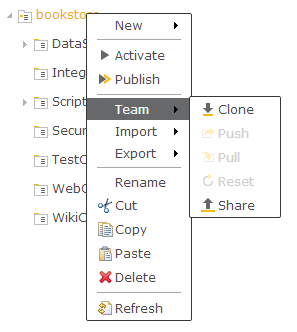 bookstore
New
DataS
Activate
Integ
Publish
Script
Team
Clone
Secur
Import
Push
Export
Pull
TestC
Rename
Reset
WebC
Cut
Share
WikiC
Copy
Paste
Delete
Refresh